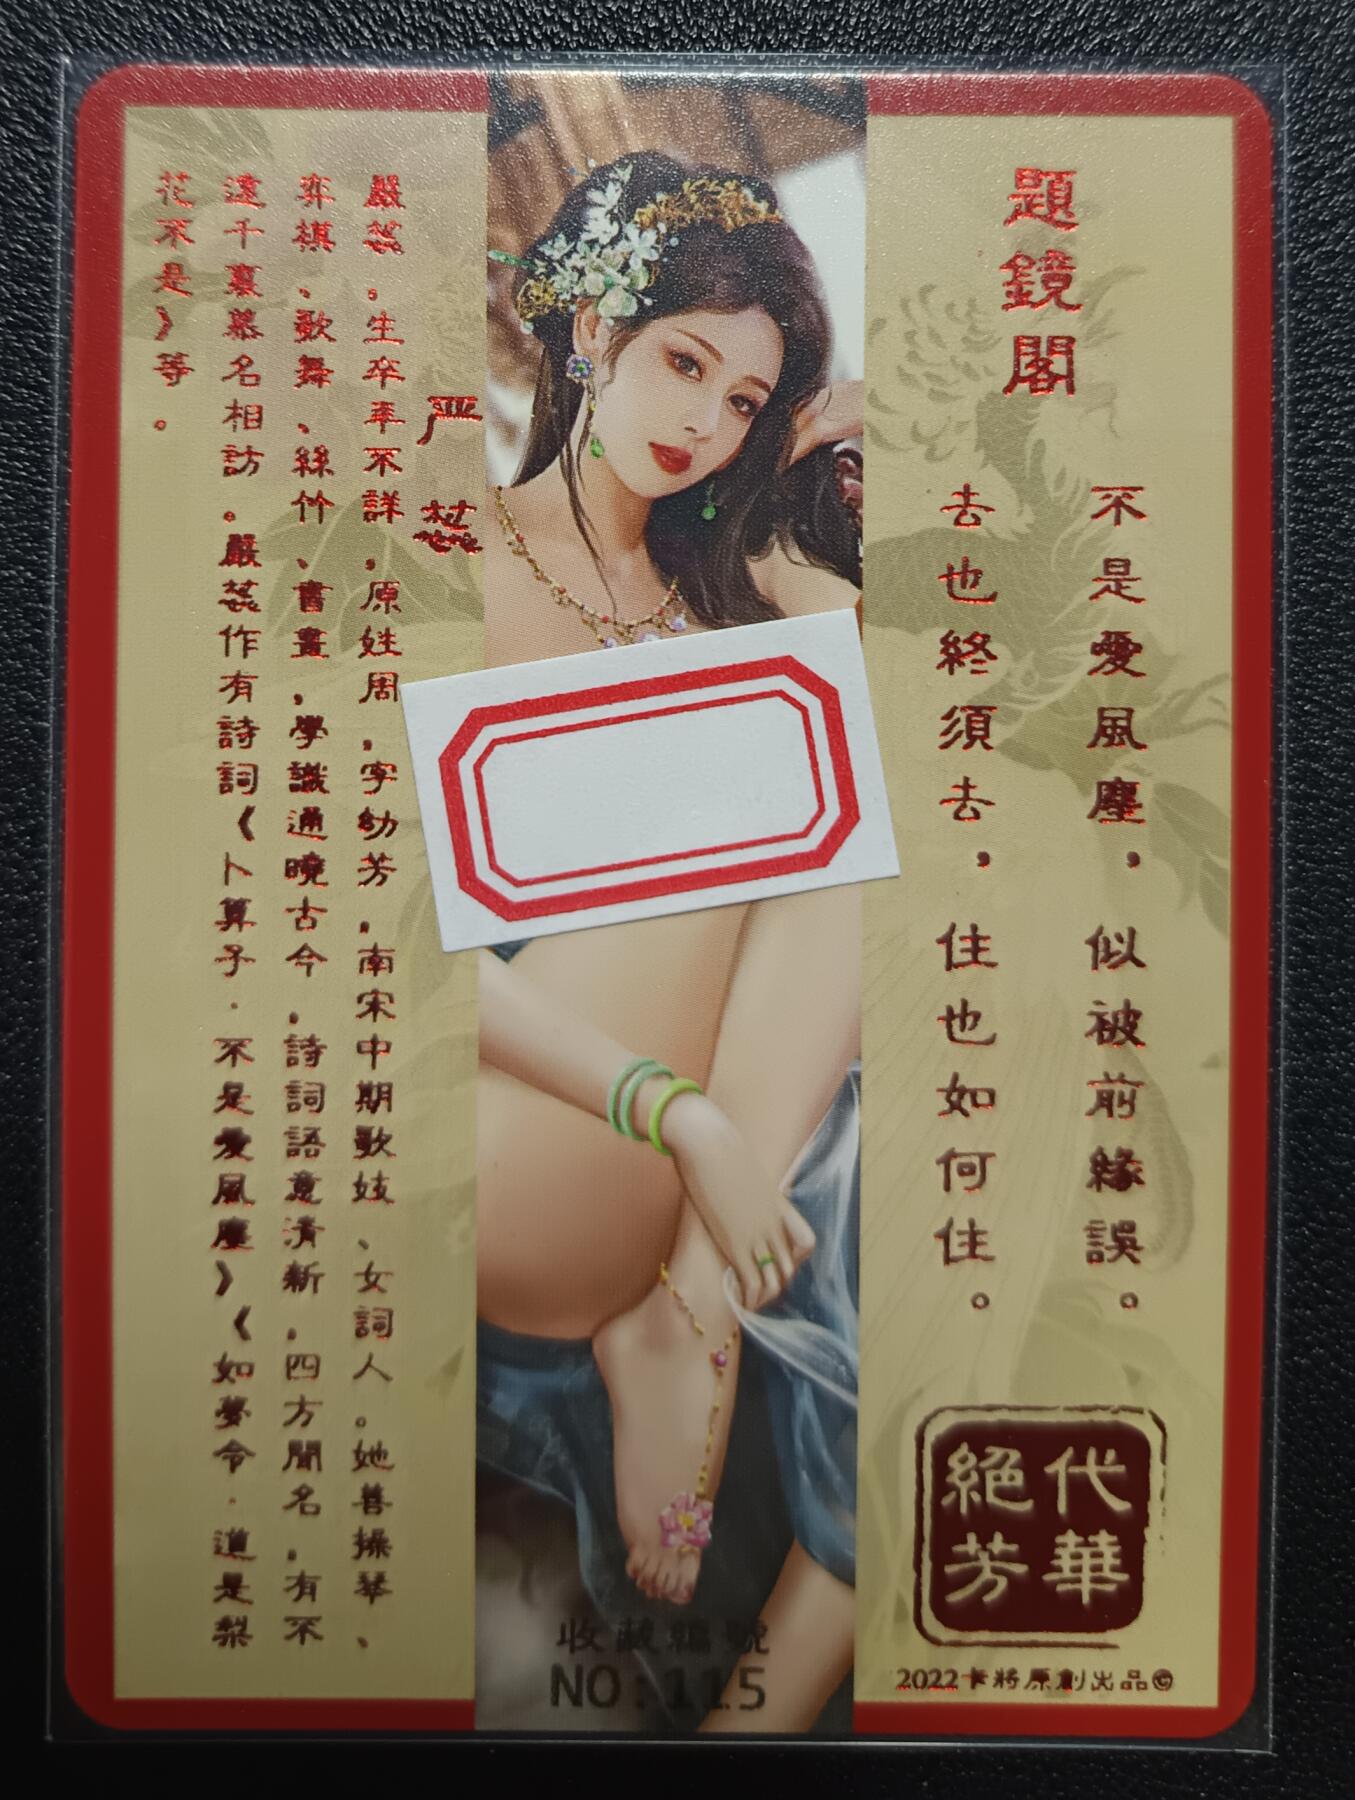 題鏡閣
不是愛風塵，似被前緣誤。
去也終須去，住也如何住。
代華
絕芳
2022卡將原創出品©
严蕊
嚴蕊，生卒年不詳，原姓周，字幼芳，南宋中期歌妓、女詞人。她善操琴、
弈棋、歌舞、絲竹、書畫，學識通曉古今，詩詞語意清新，四方聞名，有不
遠千裏慕名相訪。嚴蕊作有詩詞《卜算子·不是愛風塵》《如夢令·道是梨
花不是》等。
收藏編號
NO:115